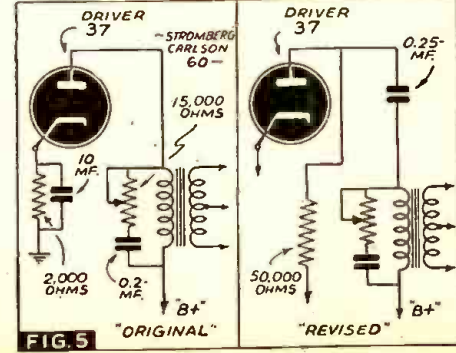 DRIVER
37
~STROMBERG
CARLSON
60~
15,000
OHMS
10
MF.
2,000
OHMS
0.2-
MF.
"B+"
FIG. 5
"ORIGINAL"
DRIVER
37
0.25-
MF.
50,000
OHMS
"B+"
"REVISED"